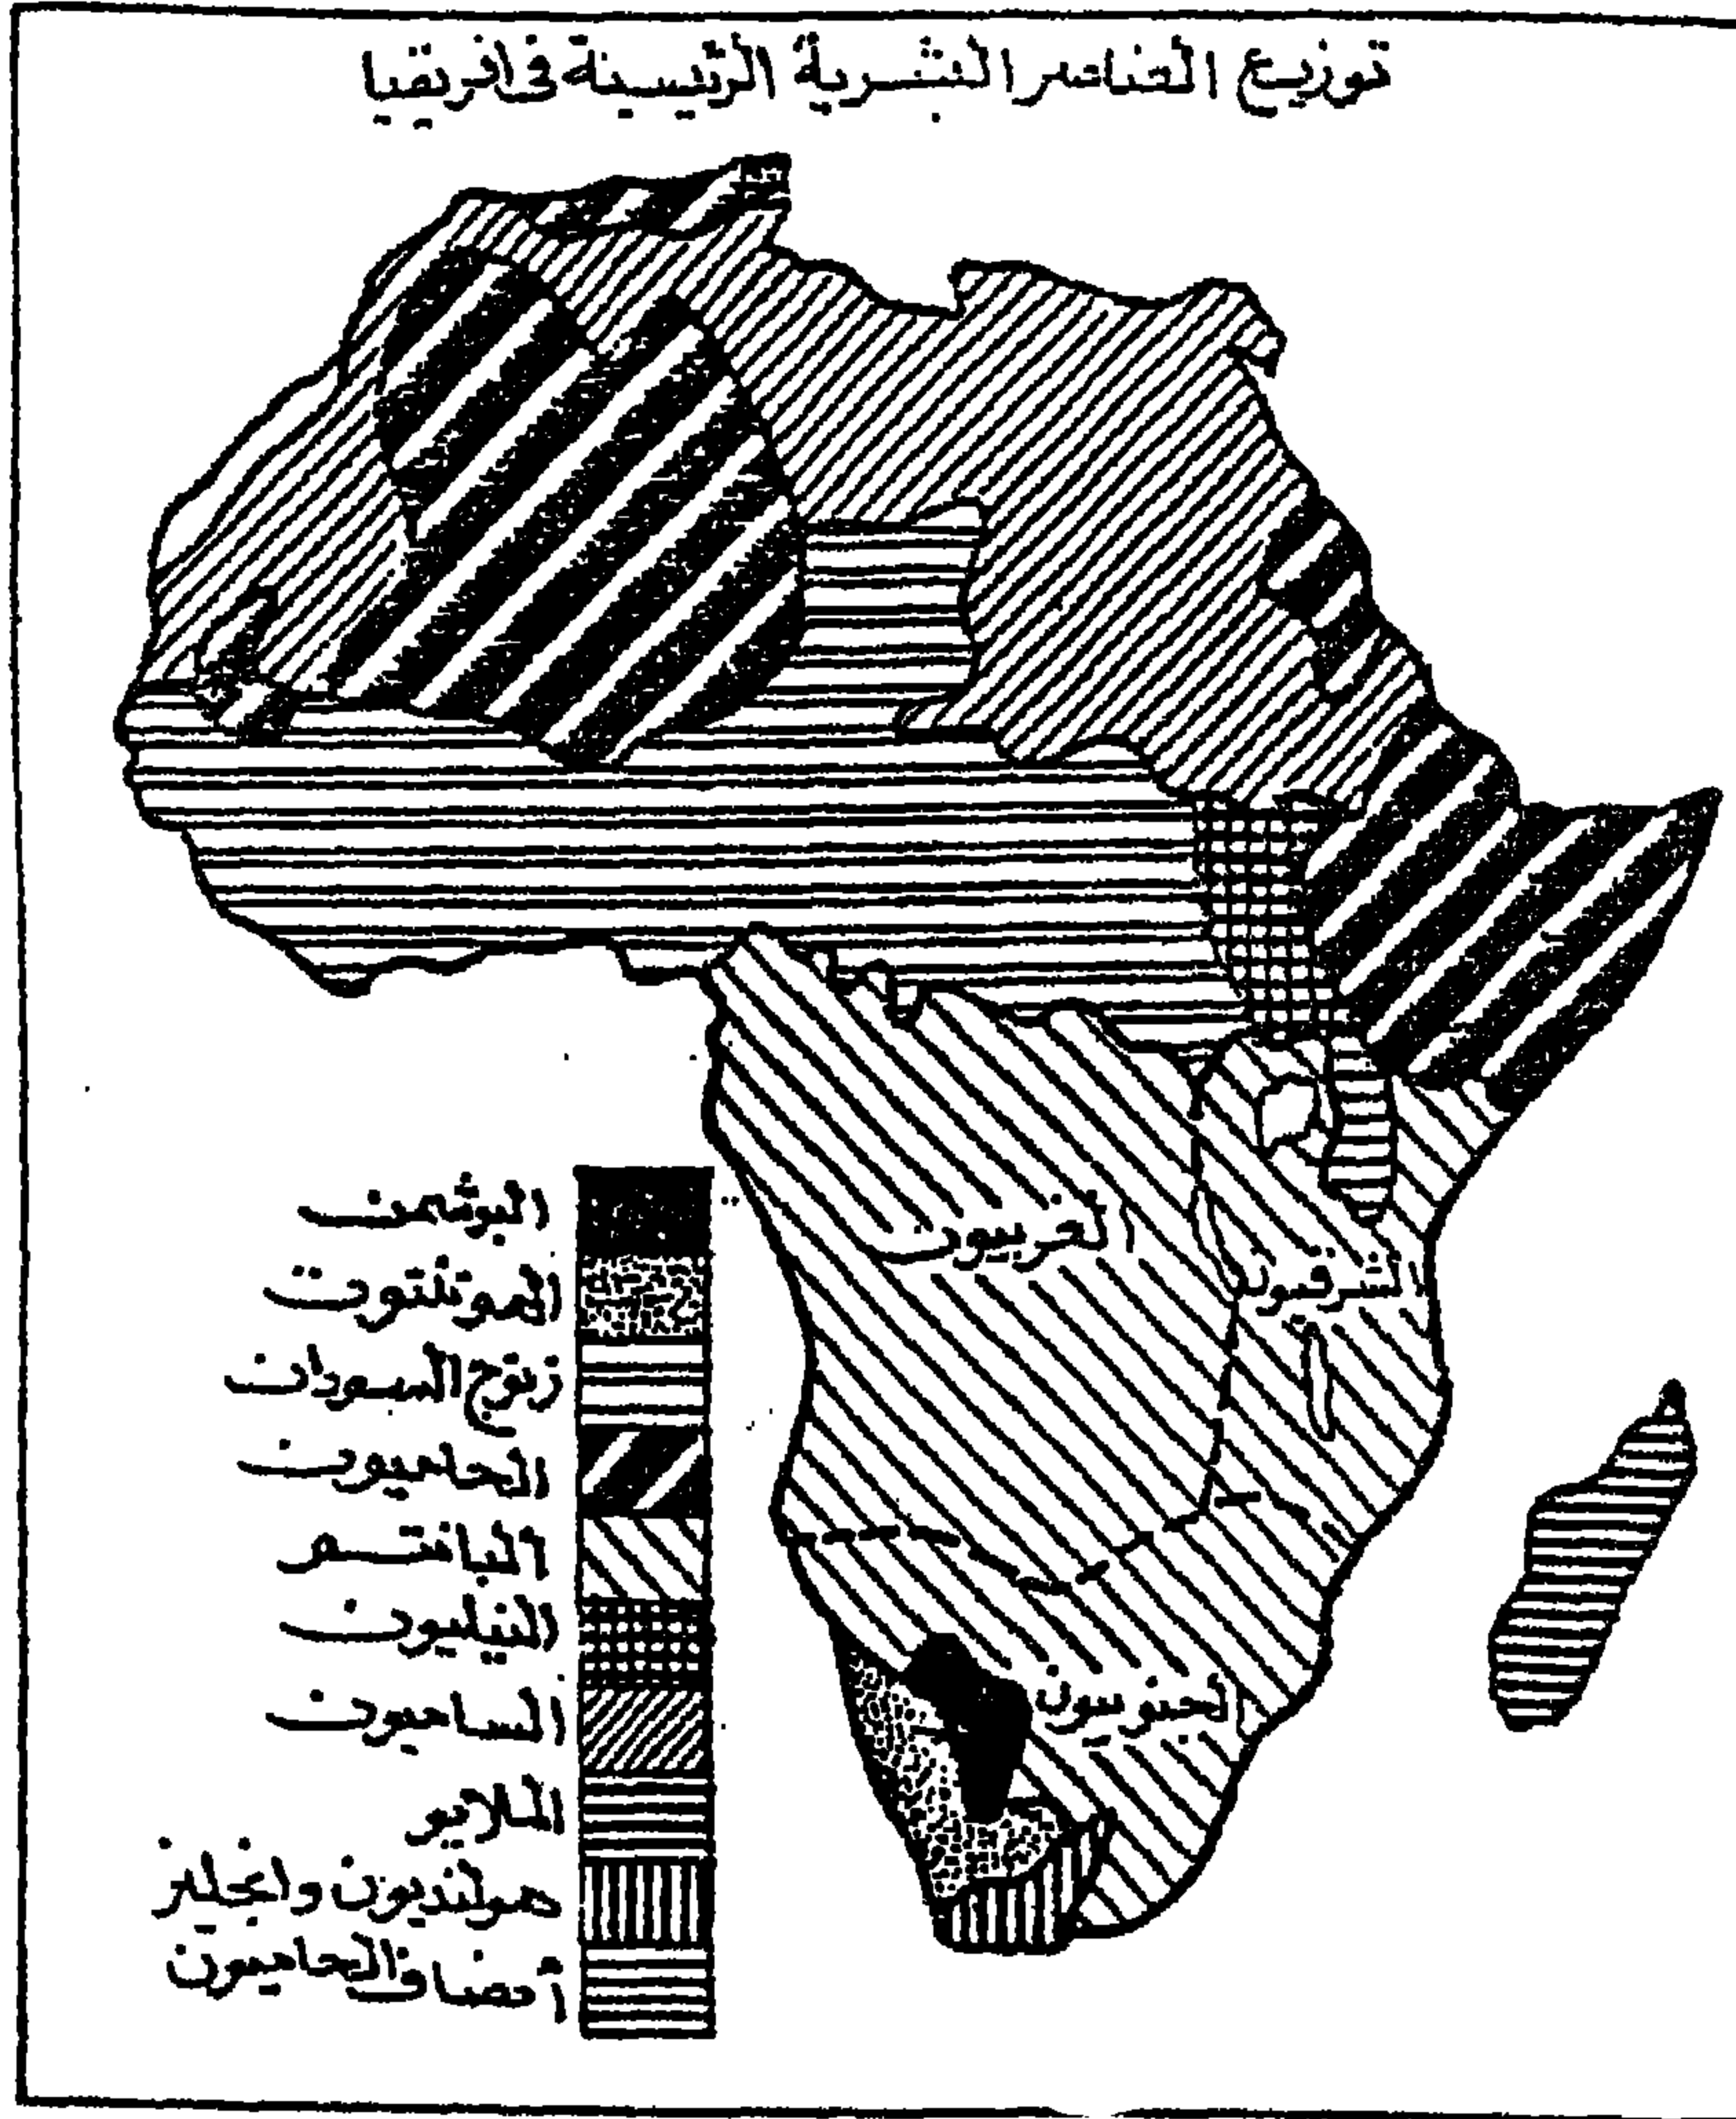 توزيع العناصر البشرية الرئيسية في افريقيا
الغربيون
الشرقيون
الجنوبيون
البوشمن
الهوتنتوت
زنوج السودان
الحاميون
البانتو
النيليون
الساميون
الملايو
هولنديون وانجليز
أنصاف الحاميون